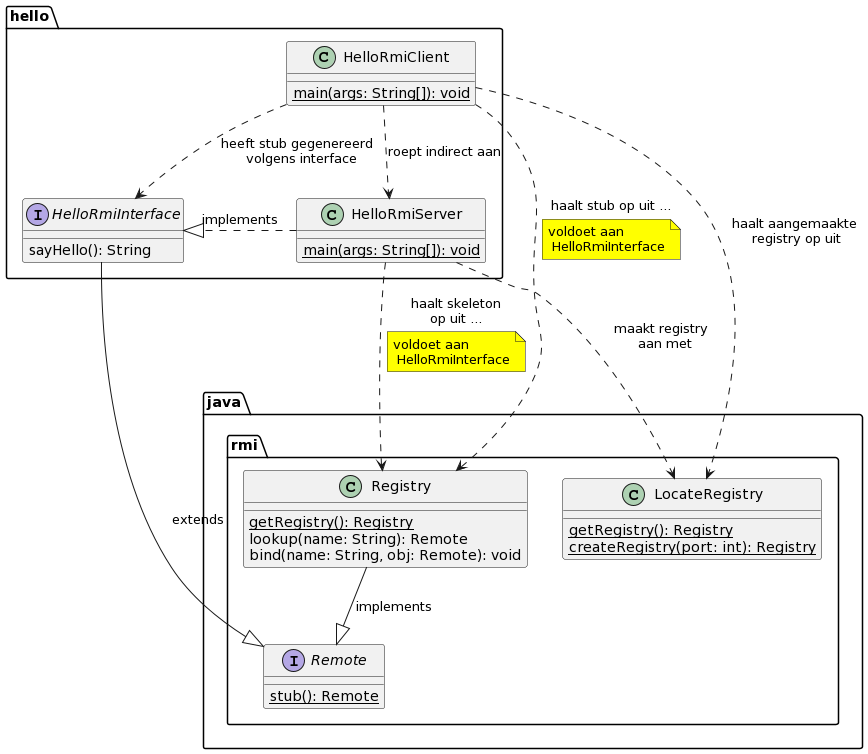 hello
C HelloRmiClient
main(args: String[]): void
heeft stub gegenereerd
volgens interface
roept indirect aan
haalt stub op uit ...
voldoet aan
HelloRmiInterface
haalt aangemaakte
registry op uit
I HelloRmiInterface
sayHello(): String
implements
C HelloRmiServer
main(args: String[]): void
haalt skeleton
op uit ...
voldoet aan
HelloRmiInterface
maakt registry
aan met
java
rmi
C Registry
getRegistry(): Registry
lookup(name: String): Remote
bind(name: String, obj: Remote): void
C LocateRegistry
getRegistry(): Registry
createRegistry(port: int): Registry
extends
implements
I Remote
stub(): Remote